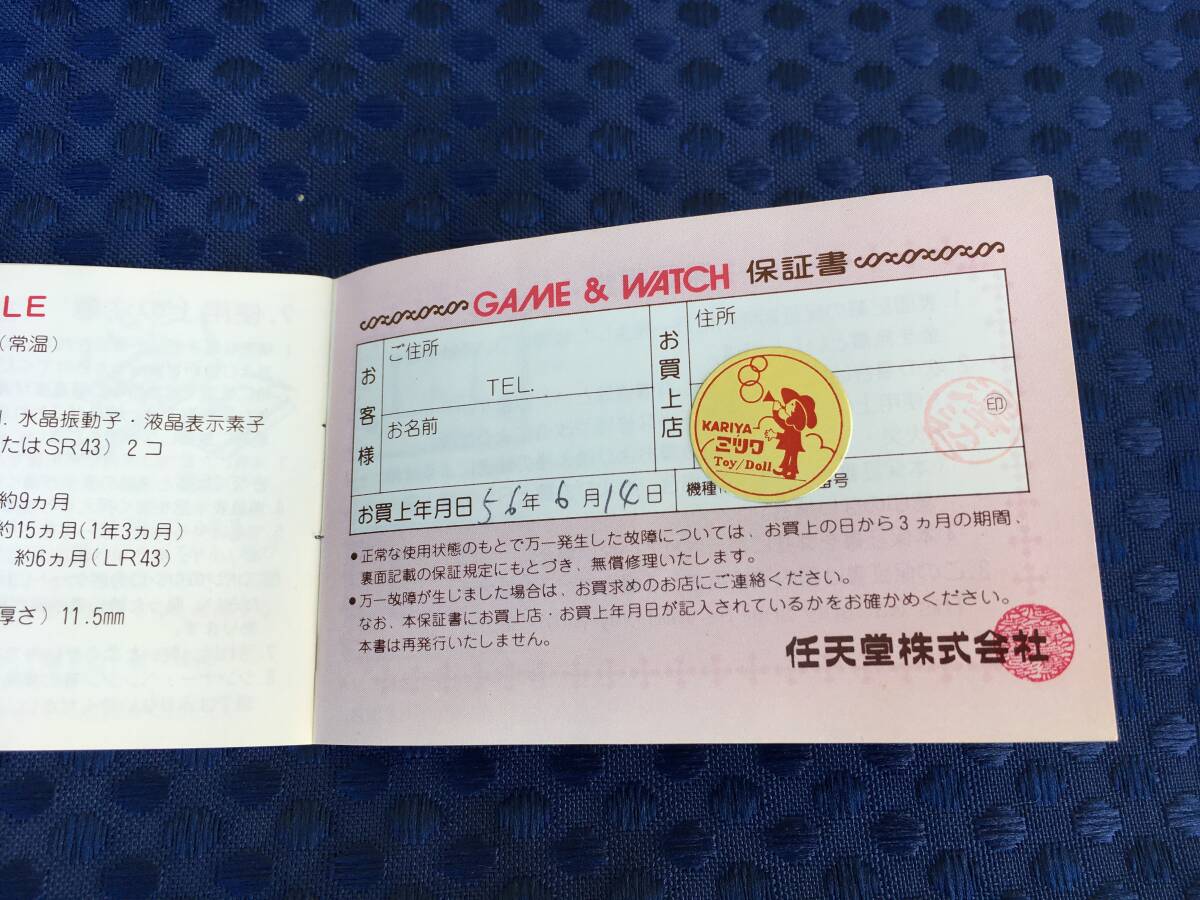 LE
(常温)
水晶振動子・液晶表示素子
たはSR43) 2コ
約9ヵ月
約15ヵ月(1年3ヵ月)
約6ヵ月(LR43)
厚さ) 11.5mm
GAME & WATCH 保証書
お客様
ご住所
TEL.
お名前
お買上店
住所
印
KARIYA
ミツワ
Toy/Doll
お買上年月日 56年 6月14日
機種
番号
●正常な使用状態のもとで万一発生した故障については、お買上の日から3ヵ月の期間、
裏面記載の保証規定にもとづき、無償修理いたします。
●万一故障が生じました場合は、お買求めのお店にご連絡ください。
なお、本保証書にお買上店・お買上年月日が記入されているかをお確かめください。
本書は再発行いたしません。
任天堂株式会社